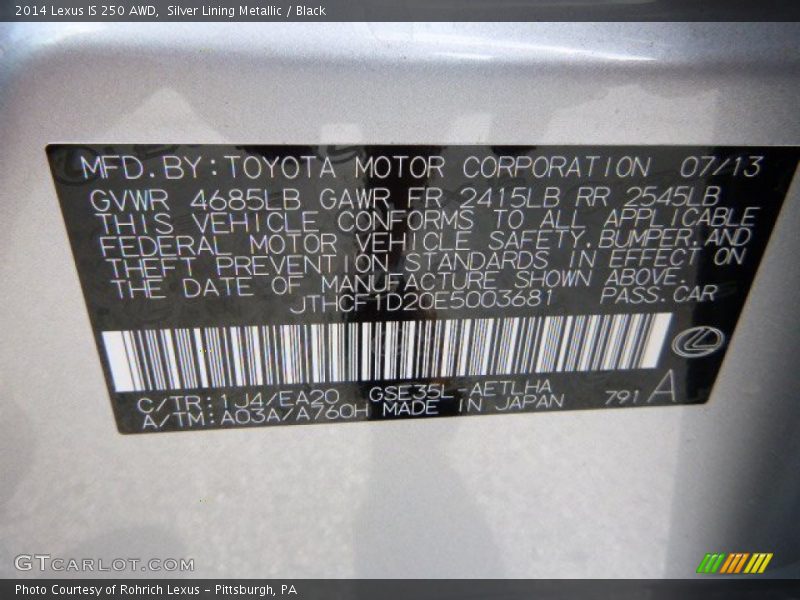 2014 Lexus IS 250 AWD,  Silver Lining Metallic / Black
MFD. BY: TOYOTA MOTOR CORPORATION 07/13
GVWR 4685LB GAWR FR 2415LB RR 2545LB
THIS VEHICLE CONFORMS TO ALL APPLICABLE
FEDERAL MOTOR VEHICLE SAFETY, BUMPER, AND
THEFT PREVENTION STANDARDS IN EFFECT ON
THE DATE OF MANUFACTURE SHOWN ABOVE.
JTHCF1D20E5003681 PASS. CAR
C/TR: 1J4/EA20 GSE35L-AETLHA
A/TM: A03A/A760H MADE IN JAPAN 791 A
GTCARLOT.COM
Photo Courtesy of Rohrich Lexus – Pittsburgh, PA